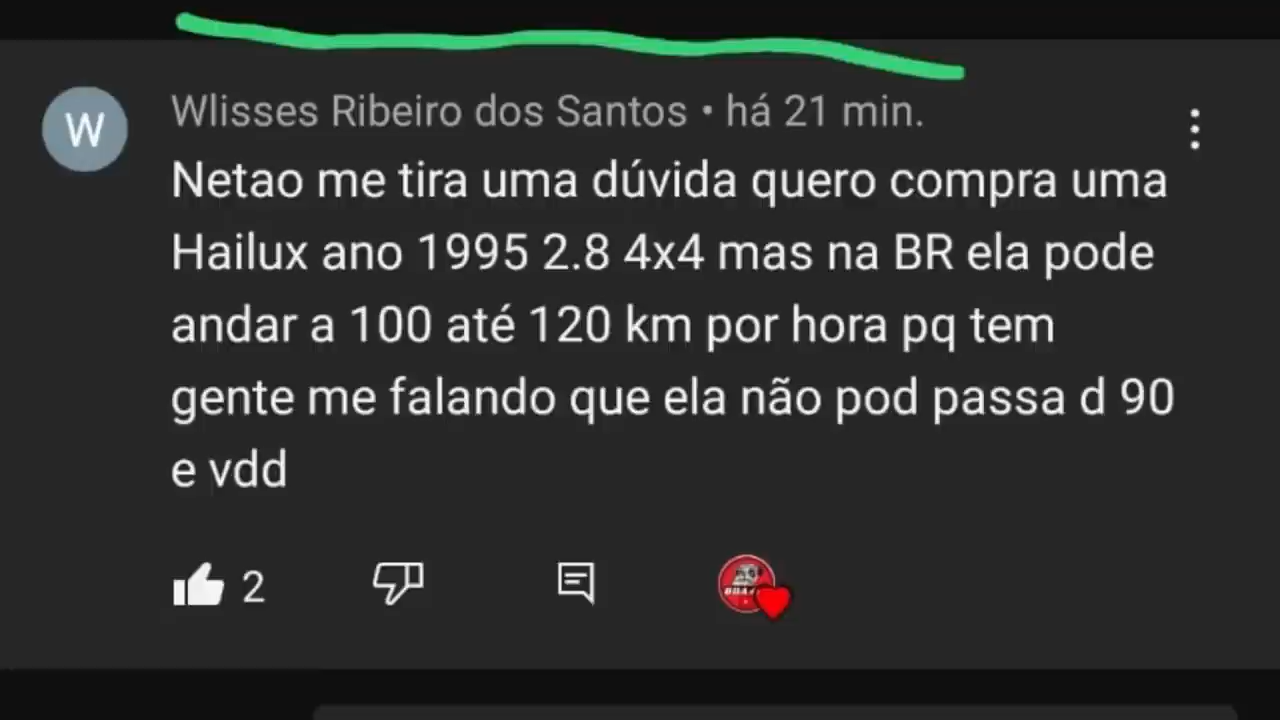 W
Wlisses Ribeiro dos Santos • há 21 min.
Netao me tira uma dúvida quero compra uma
Hailux ano 1995 2.8 4x4 mas na BR ela pode
andar a 100 até 120 km por hora pq tem
gente me falando que ela não pod passa d 90
e vdd
2